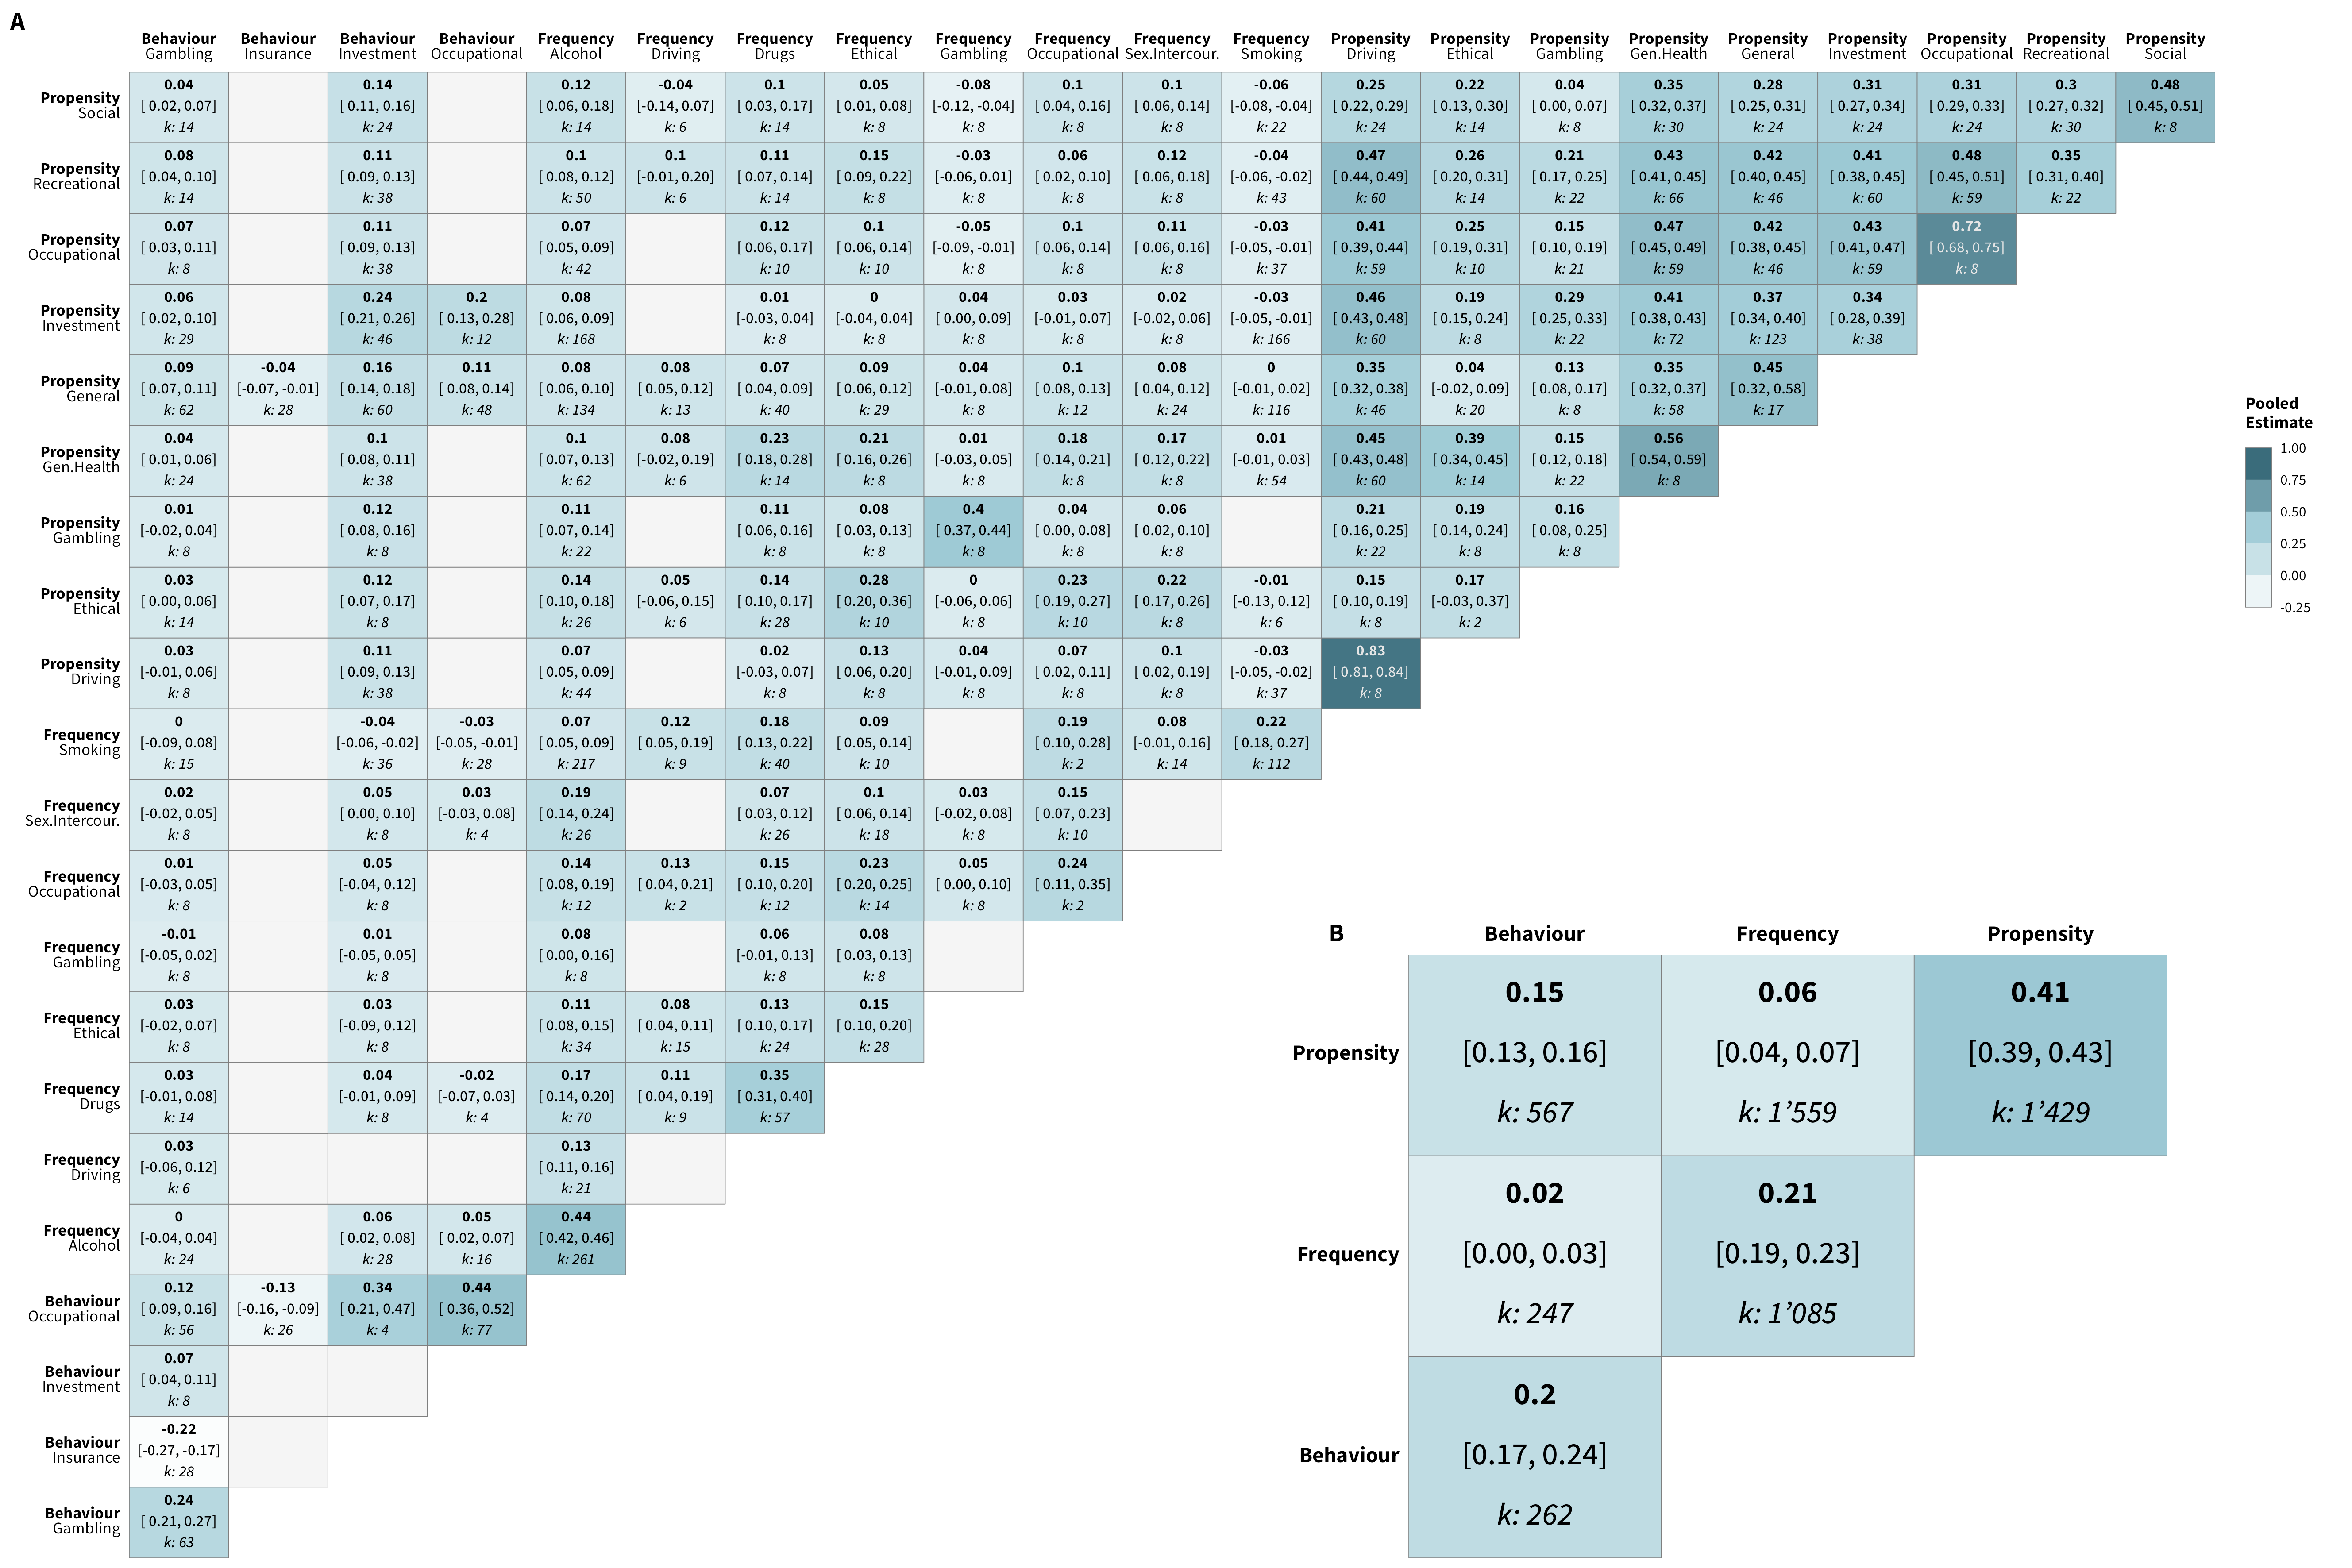 A
Behaviour Behaviour Behaviour Behaviour Frequency Frequency Frequency Frequency Frequency Frequency Frequency Frequency Propensity Propensity Propensity Propensity Propensity Propensity Propensity Propensity Propensity
Gambling Insurance Investment Occupational Alcohol Driving Drugs Ethical Gambling Occupational Sex.Intercour. Smoking Driving Ethical Gambling Gen.Health General Investment Occupational Recreational Social
Propensity
Social
0.04 0.14 0.12 -0.04 0.1 0.05 -0.08 0.1 0.1 -0.06 0.25 0.22 0.04 0.35 0.28 0.31 0.31 0.3 0.48
[ 0.02, 0.07] [ 0.11, 0.16] [ 0.06, 0.18] [-0.14, 0.07] [ 0.03, 0.17] [ 0.01, 0.08] [-0.12, -0.04] [ 0.04, 0.16] [ 0.06, 0.14] [-0.08, -0.04] [ 0.22, 0.29] [ 0.13, 0.30] [ 0.00, 0.07] [ 0.32, 0.37] [ 0.25, 0.31] [ 0.27, 0.34] [ 0.29, 0.33] [ 0.27, 0.32] [ 0.45, 0.51]
k: 14 k: 24 k: 14 k: 6 k: 14 k: 8 k: 8 k: 8 k: 8 k: 22 k: 24 k: 14 k: 8 k: 30 k: 24 k: 24 k: 24 k: 30 k: 8
Propensity
Recreational
0.08 0.11 0.1 0.1 0.11 0.15 -0.03 0.06 0.12 -0.04 0.47 0.26 0.21 0.43 0.42 0.41 0.48 0.35
[ 0.04, 0.10] [ 0.09, 0.13] [ 0.08, 0.12] [-0.01, 0.20] [ 0.07, 0.14] [ 0.09, 0.22] [-0.06, 0.01] [ 0.02, 0.10] [ 0.06, 0.18] [-0.06, -0.02] [ 0.44, 0.49] [ 0.20, 0.31] [ 0.17, 0.25] [ 0.41, 0.45] [ 0.40, 0.45] [ 0.38, 0.45] [ 0.45, 0.51] [ 0.31, 0.40]
k: 14 k: 38 k: 50 k: 6 k: 14 k: 8 k: 8 k: 8 k: 8 k: 43 k: 60 k: 14 k: 22 k: 66 k: 46 k: 60 k: 59 k: 22
Propensity
Occupational
0.07 0.11 0.07 0.12 0.1 -0.05 0.1 0.11 -0.03 0.41 0.25 0.15 0.47 0.42 0.43 0.72
[ 0.03, 0.11] [ 0.09, 0.13] [ 0.05, 0.09] [ 0.06, 0.17] [ 0.06, 0.14] [-0.09, -0.01] [ 0.06, 0.14] [ 0.06, 0.16] [-0.05, -0.01] [ 0.39, 0.44] [ 0.19, 0.31] [ 0.10, 0.19] [ 0.45, 0.49] [ 0.38, 0.45] [ 0.41, 0.47] [ 0.68, 0.75]
k: 8 k: 38 k: 42 k: 10 k: 10 k: 8 k: 8 k: 8 k: 37 k: 59 k: 10 k: 21 k: 59 k: 46 k: 59 k: 8
Propensity
Investment
0.06 0.24 0.2 0.08 0.01 0 0.04 0.03 0.02 -0.03 0.46 0.19 0.29 0.41 0.37 0.34
[ 0.02, 0.10] [ 0.21, 0.26] [ 0.13, 0.28] [ 0.06, 0.09] [-0.03, 0.04] [-0.04, 0.04] [ 0.00, 0.09] [-0.01, 0.07] [-0.02, 0.06] [-0.05, -0.01] [ 0.43, 0.48] [ 0.15, 0.24] [ 0.25, 0.33] [ 0.38, 0.43] [ 0.34, 0.40] [ 0.28, 0.39]
k: 29 k: 46 k: 12 k: 168 k: 8 k: 8 k: 8 k: 8 k: 8 k: 166 k: 60 k: 8 k: 22 k: 72 k: 123 k: 38
Propensity
General
0.09 -0.04 0.16 0.11 0.08 0.08 0.07 0.09 0.04 0.1 0.08 0 0.35 0.04 0.13 0.35 0.45
[ 0.07, 0.11] [-0.07, -0.01] [ 0.14, 0.18] [ 0.08, 0.14] [ 0.06, 0.10] [ 0.05, 0.12] [ 0.04, 0.09] [ 0.06, 0.12] [-0.01, 0.08] [ 0.08, 0.13] [ 0.04, 0.12] [-0.01, 0.02] [ 0.32, 0.38] [-0.02, 0.09] [ 0.08, 0.17] [ 0.32, 0.37] [ 0.32, 0.58]
k: 62 k: 28 k: 60 k: 48 k: 134 k: 13 k: 40 k: 29 k: 8 k: 12 k: 24 k: 116 k: 46 k: 20 k: 8 k: 58 k: 17
Propensity
Gen.Health
0.04 0.1 0.1 0.08 0.23 0.21 0.01 0.18 0.17 0.01 0.45 0.39 0.15 0.56
[ 0.01, 0.06] [ 0.08, 0.11] [ 0.07, 0.13] [-0.02, 0.19] [ 0.18, 0.28] [ 0.16, 0.26] [-0.03, 0.05] [ 0.14, 0.21] [ 0.12, 0.22] [-0.01, 0.03] [ 0.43, 0.48] [ 0.34, 0.45] [ 0.12, 0.18] [ 0.54, 0.59]
k: 24 k: 38 k: 62 k: 6 k: 14 k: 8 k: 8 k: 8 k: 8 k: 54 k: 60 k: 14 k: 22 k: 8
Propensity
Gambling
0.01 0.12 0.11 0.11 0.08 0.4 0.04 0.06 0.21 0.19 0.16
[-0.02, 0.04] [ 0.08, 0.16] [ 0.07, 0.14] [ 0.06, 0.16] [ 0.03, 0.13] [ 0.37, 0.44] [ 0.00, 0.08] [ 0.02, 0.10] [ 0.16, 0.25] [ 0.14, 0.24] [ 0.08, 0.25]
k: 8 k: 8 k: 22 k: 8 k: 8 k: 8 k: 8 k: 8 k: 22 k: 8 k: 8
Propensity
Ethical
0.03 0.12 0.14 0.05 0.14 0.28 0 0.23 0.22 -0.01 0.15 0.17
[ 0.00, 0.06] [ 0.07, 0.17] [ 0.10, 0.18] [-0.06, 0.15] [ 0.10, 0.17] [ 0.20, 0.36] [-0.06, 0.06] [ 0.19, 0.27] [ 0.17, 0.26] [-0.13, 0.12] [ 0.10, 0.19] [-0.03, 0.37]
k: 14 k: 8 k: 26 k: 6 k: 28 k: 10 k: 8 k: 10 k: 8 k: 6 k: 8 k: 2
Propensity
Driving
0.03 0.11 0.07 0.02 0.13 0.04 0.07 0.1 -0.03 0.83
[-0.01, 0.06] [ 0.09, 0.13] [ 0.05, 0.09] [-0.03, 0.07] [ 0.06, 0.20] [-0.01, 0.09] [ 0.02, 0.11] [ 0.02, 0.19] [-0.05, -0.02] [ 0.81, 0.84]
k: 8 k: 38 k: 44 k: 8 k: 8 k: 8 k: 8 k: 8 k: 37 k: 8
Frequency
Smoking
0 -0.04 -0.03 0.07 0.12 0.18 0.09 0.19 0.08 0.22
[-0.09, 0.08] [-0.06, -0.02] [-0.05, -0.01] [ 0.05, 0.09] [ 0.05, 0.19] [ 0.13, 0.22] [ 0.05, 0.14] [ 0.10, 0.28] [-0.01, 0.16] [ 0.18, 0.27]
k: 15 k: 36 k: 28 k: 217 k: 9 k: 40 k: 10 k: 2 k: 14 k: 112
Frequency
Sex.Intercour.
0.02 0.05 0.03 0.19 0.07 0.1 0.03 0.15
[-0.02, 0.05] [ 0.00, 0.10] [-0.03, 0.08] [ 0.14, 0.24] [ 0.03, 0.12] [ 0.06, 0.14] [-0.02, 0.08] [ 0.07, 0.23]
k: 8 k: 8 k: 4 k: 26 k: 26 k: 18 k: 8 k: 10
Frequency
Occupational
0.01 0.05 0.14 0.13 0.15 0.23 0.05 0.24
[-0.03, 0.05] [-0.04, 0.12] [ 0.08, 0.19] [ 0.04, 0.21] [ 0.10, 0.20] [ 0.20, 0.25] [ 0.00, 0.10] [ 0.11, 0.35]
k: 8 k: 8 k: 12 k: 2 k: 12 k: 14 k: 8 k: 2
Frequency
Gambling
-0.01 0.01 0.08 0.06 0.08
[-0.05, 0.02] [-0.05, 0.05] [ 0.00, 0.16] [-0.01, 0.13] [ 0.03, 0.13]
k: 8 k: 8 k: 8 k: 8 k: 8
Frequency
Ethical
0.03 0.03 0.11 0.08 0.13 0.15
[-0.02, 0.07] [-0.09, 0.12] [ 0.08, 0.15] [ 0.04, 0.11] [ 0.10, 0.17] [ 0.10, 0.20]
k: 8 k: 8 k: 34 k: 15 k: 24 k: 28
Frequency
Drugs
0.03 0.04 -0.02 0.17 0.11 0.35
[-0.01, 0.08] [-0.01, 0.09] [-0.07, 0.03] [ 0.14, 0.20] [ 0.04, 0.19] [ 0.31, 0.40]
k: 14 k: 8 k: 4 k: 70 k: 9 k: 57
Frequency
Driving
0.03 0.13
[-0.06, 0.12] [ 0.11, 0.16]
k: 6 k: 21
Frequency
Alcohol
0 0.06 0.05 0.44
[-0.04, 0.04] [ 0.02, 0.08] [ 0.02, 0.07] [ 0.42, 0.46]
k: 24 k: 28 k: 16 k: 261
Behaviour
Occupational
0.12 -0.13 0.34 0.44
[ 0.09, 0.16] [-0.16, -0.09] [ 0.21, 0.47] [ 0.36, 0.52]
k: 56 k: 26 k: 4 k: 77
Behaviour
Investment
0.07
[ 0.04, 0.11]
k: 8
Behaviour
Insurance
-0.22
[-0.27, -0.17]
k: 28
Behaviour
Gambling
0.24
[ 0.21, 0.27]
k: 63
Pooled
Estimate
1.00
0.75
0.50
0.25
0.00
-0.25
B
Behaviour Frequency Propensity
0.15 0.06 0.41
Propensity [0.13, 0.16] [0.04, 0.07] [0.39, 0.43]
k: 567 k: 1’559 k: 1’429
0.02 0.21
Frequency [0.00, 0.03] [0.19, 0.23]
k: 247 k: 1’085
0.2
Behaviour [0.17, 0.24]
k: 262